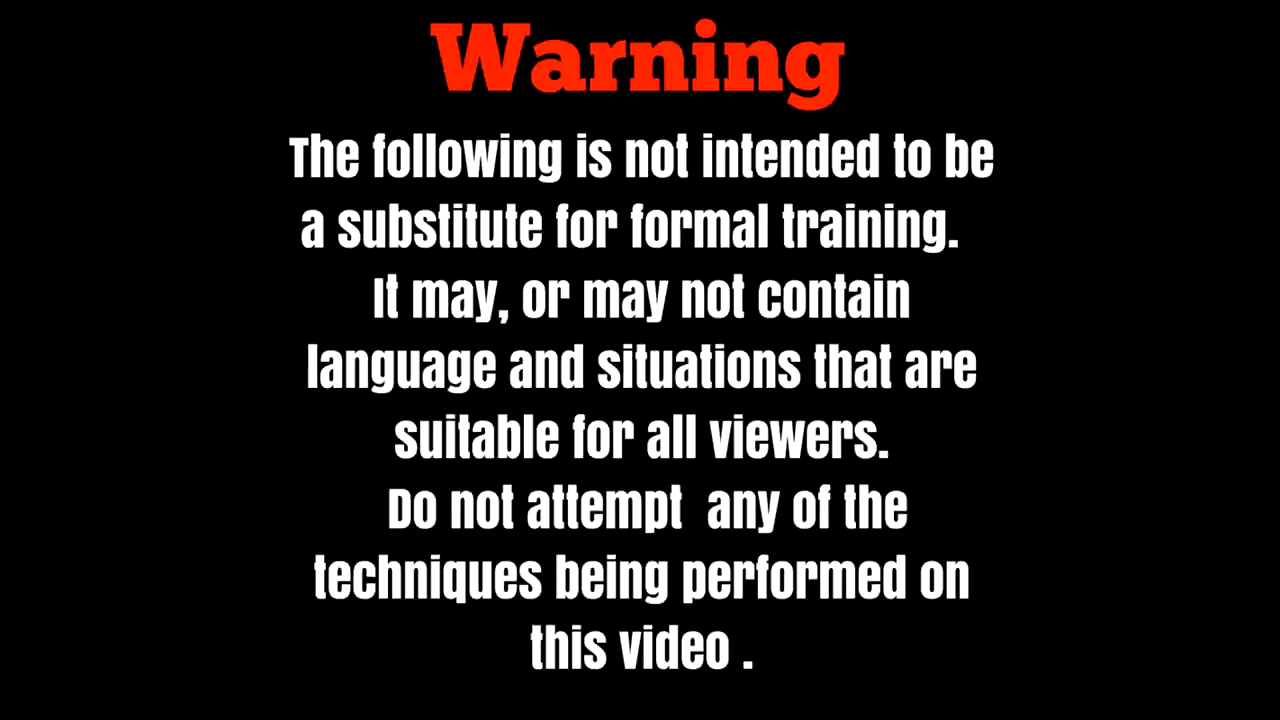 Warning
The following is not intended to be
a substitute for formal training.
It may, or may not contain
language and situations that are
suitable for all viewers.
Do not attempt  any of the
techniques being performed on
this video .